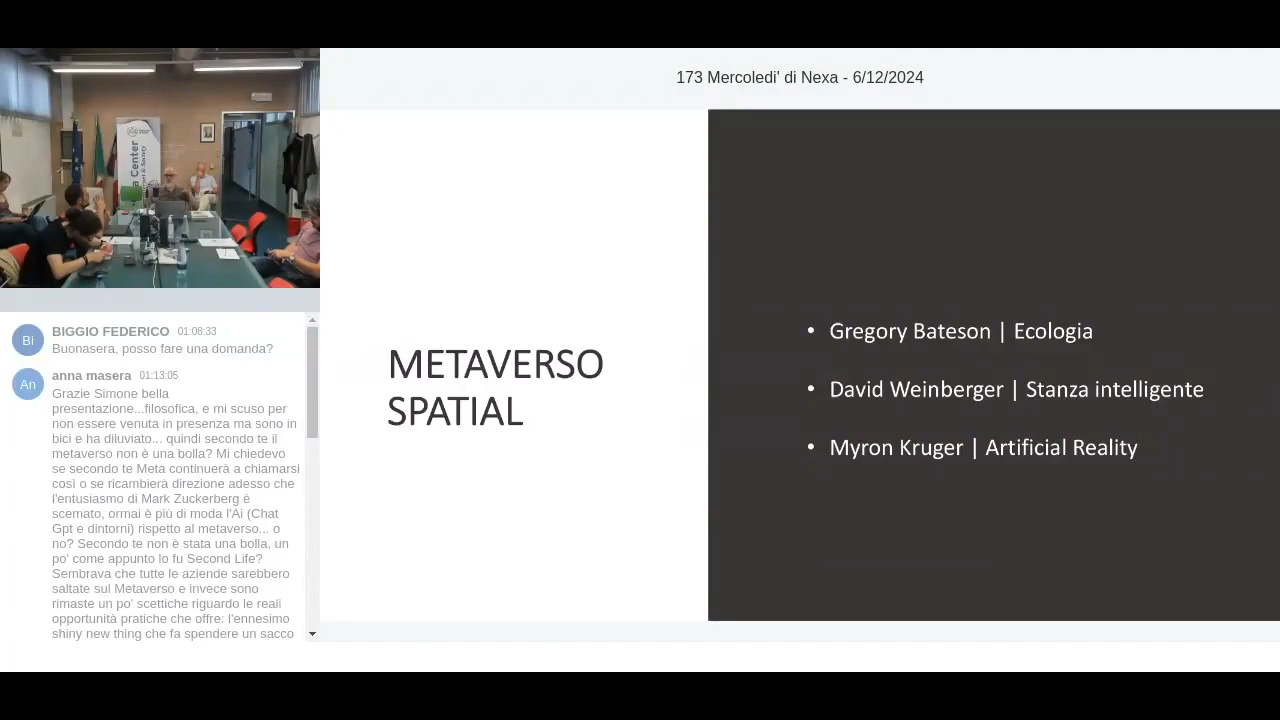 173 Mercoledi' di Nexa - 6/12/2024
a Center
BIGGIO FEDERICO 01:08:33
Bi
Buonasera, posso fare una domanda?
anna masera 01:13:05
An
Grazie Simone bella
presentazione...filosofica, e mi scuso per
non essere venuta in presenza ma sono in
bici e ha diluviato... quindi secondo te il
metaverso non è una bolla? Mi chiedevo
se secondo te Meta continuerà a chiamarsi
così o se ricambierà direzione adesso che
l'entusiasmo di Mark Zuckerberg è
scemato, ormai è più di moda l'Ai (Chat
Gpt e dintorni) rispetto al metaverso... o
no? Secondo te non è stata una bolla, un
po' come appunto lo fu Second Life?
Sembrava che tutte le aziende sarebbero
saltate sul Metaverso e invece sono
rimaste un po' scettiche riguardo le reali
opportunità pratiche che offre: l'ennesimo
shiny new thing che fa spendere un sacco
METAVERSO
SPATIAL
• Gregory Bateson | Ecologia
• David Weinberger | Stanza intelligente
• Myron Kruger | Artificial Reality